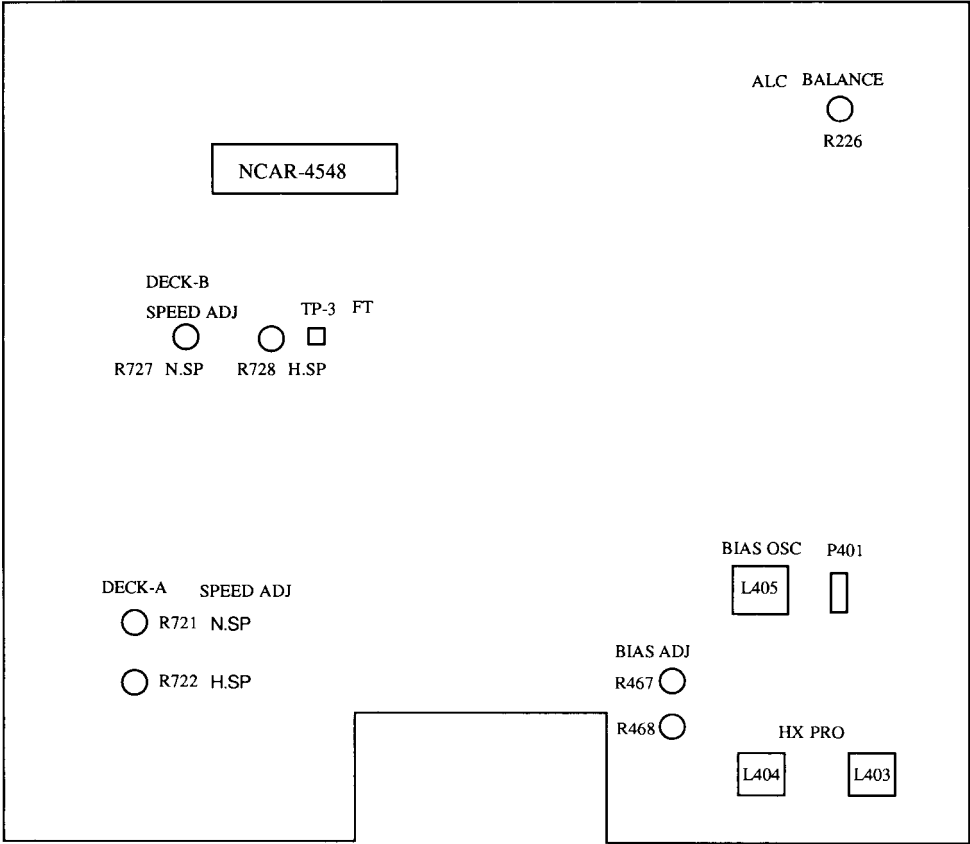 ALC BALANCE
R226
NCAR-4548
DECK-B
SPEED ADJ
TP-3 FT
R727 N.SP R728 H.SP
BIAS OSC P401
L405
DECK-A SPEED ADJ
R721 N.SP
BIAS ADJ
R467
R722 H.SP
R468
HX PRO
L404 L403